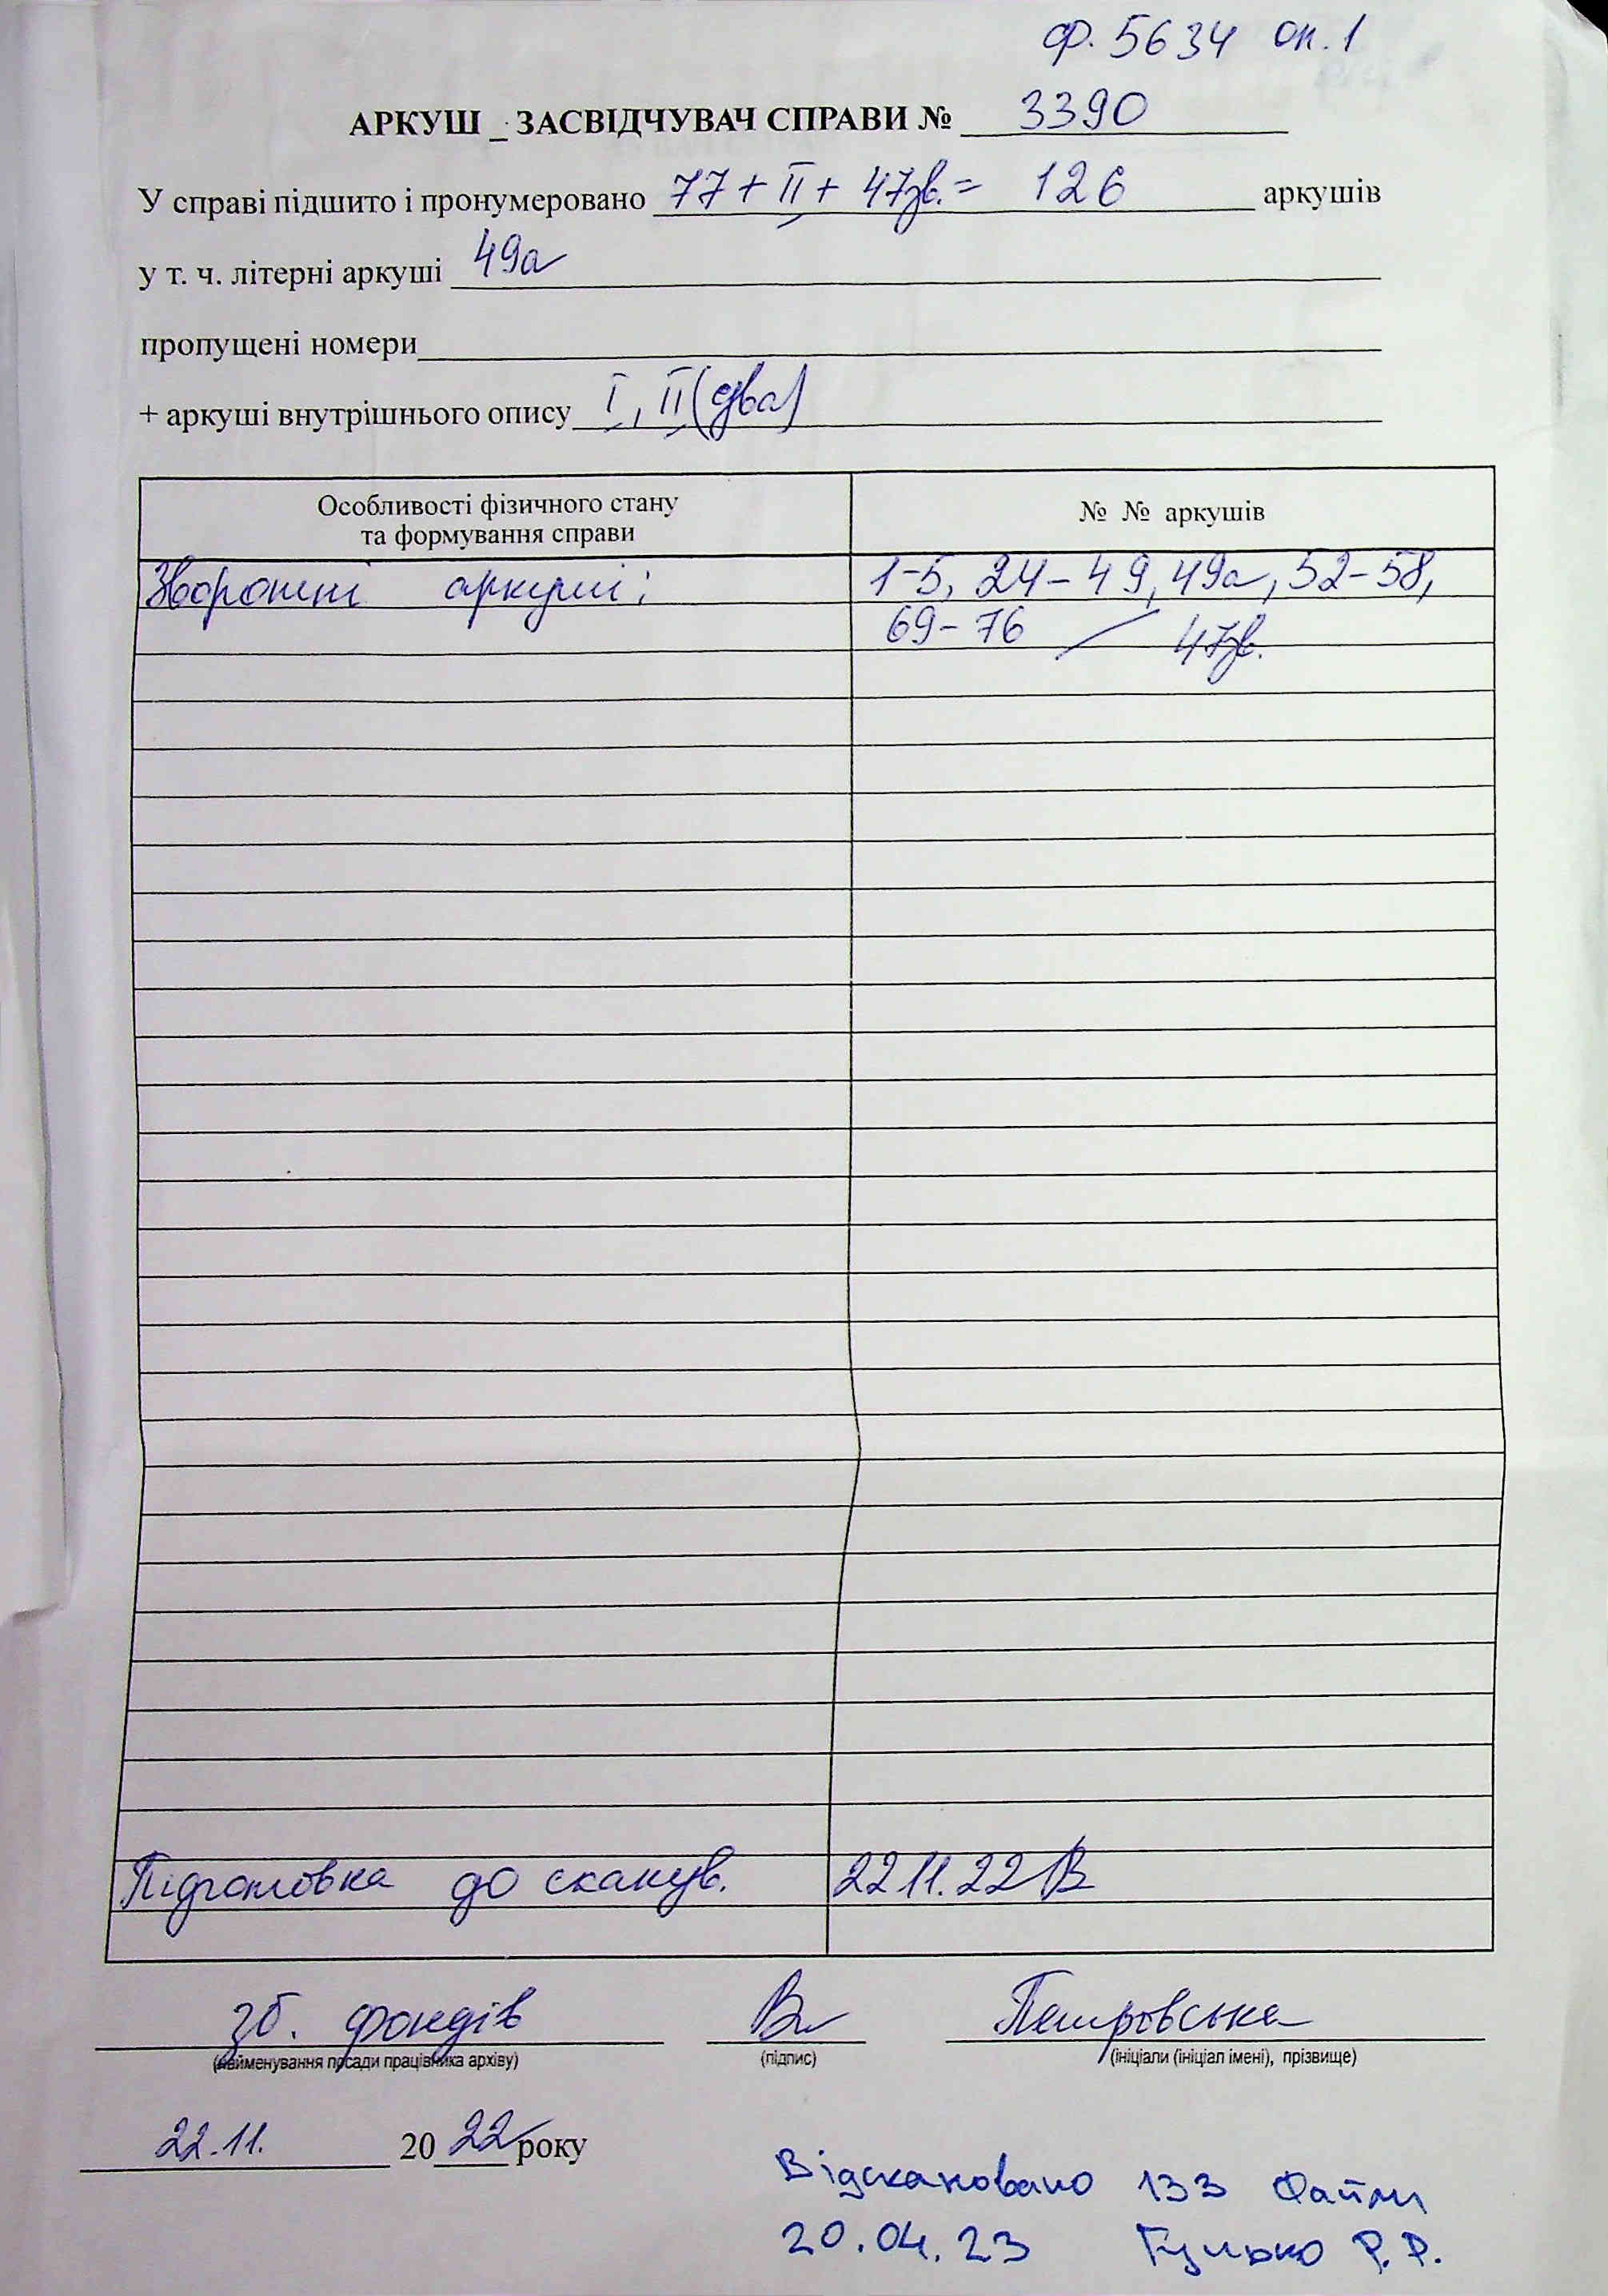 ф. 5634 оп. 1
АРКУШ _ ЗАСВІДЧУВАЧ СПРАВИ № 3390
У справі підшито і пронумеровано 77 + II + 47зв. = 126 аркушів
у т. ч. літерні аркуші 49а
пропущені номери
+ аркуші внутрішнього опису I, II (два)
Особливості фізичного стану
та формування справи
№ № аркушів
Зворотні аркуші: 1-5, 24-49, 49а, 52-58,
69-76 47зв.
Підготовка до сканув. 22 11. 22
зб. фондів Петровська
(найменування посади працівника архіву) (підпис) (ініціали (ініціал імені), прізвище)
22.11. 2022 року
Відскановано 133 Файли
20.04.23 Гулько Р. Р.